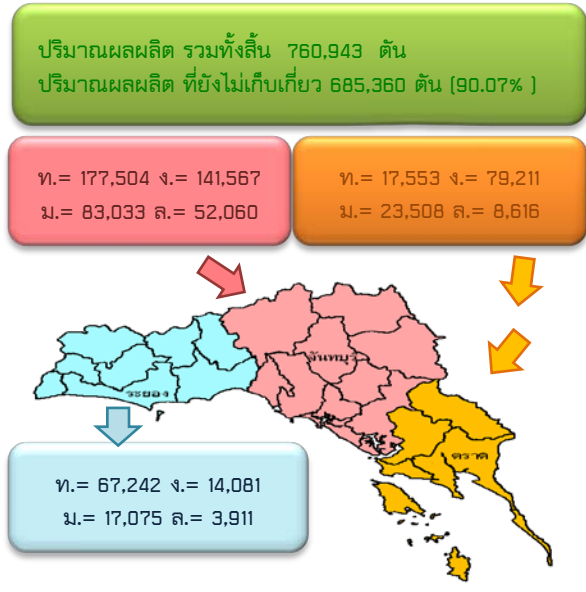 ปริมาณผลผลิต รวมทั้งสิ้น 760,943 ตัน
ปริมาณผลผลิต ที่ยังไม่เก็บเกี่ยว 685,360 ตัน (90.07% )
ท.= 177,504 ง.= 141,567
ม.= 83,033 ล.= 52,060
ท.= 17,553 ง.= 79,211
ม.= 23,508 ล.= 8,616
จันทบุรี
ระยอง
ตราด
ท.= 67,242 ง.= 14,081
ม.= 17,075 ล.= 3,911